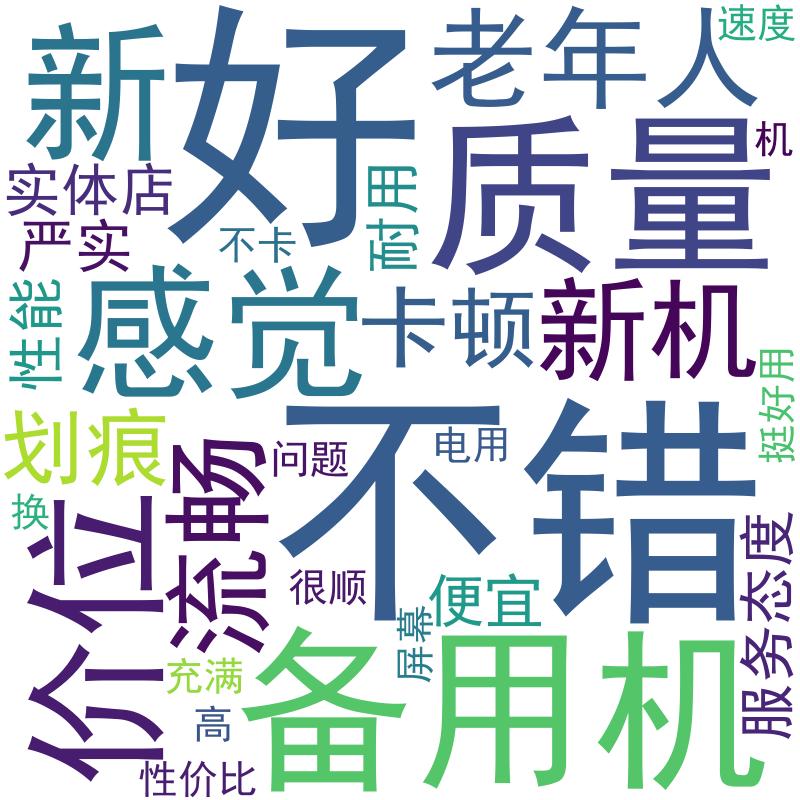 新
好
老年人
速度
质量
机
实体店
耐用
严实
不卡
性能
感觉
卡顿
新机
挺好用
划痕
流畅
问题
不错
电用
换
价位
很顺
便宜
服务态度
屏幕
充满
备用机
高
性价比